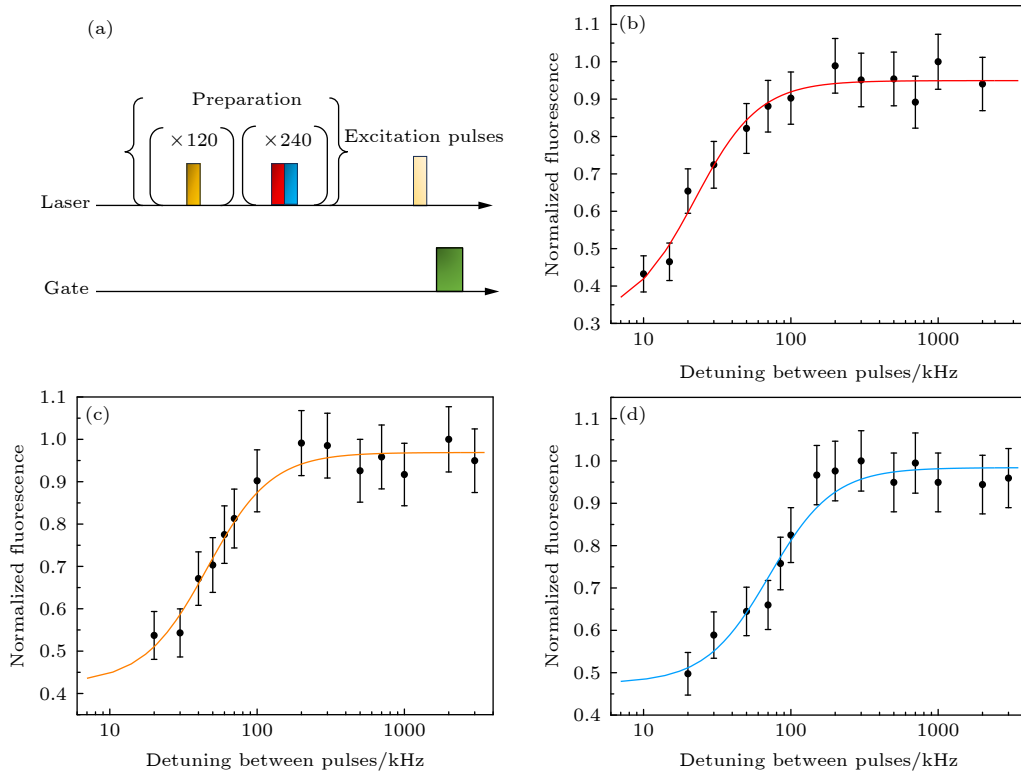 (a)
Preparation
×120
×240
Excitation pulses
Laser
Gate
(b)
Normalized fluorescence
1.1
1.0
0.9
0.8
0.7
0.6
0.5
0.4
0.3
10
100
1000
Detuning between pulses/kHz
(c)
Normalized fluorescence
1.1
1.0
0.9
0.8
0.7
0.6
0.5
0.4
10
100
1000
Detuning between pulses/kHz
(d)
Normalized fluorescence
1.1
1.0
0.9
0.8
0.7
0.6
0.5
0.4
10
100
1000
Detuning between pulses/kHz